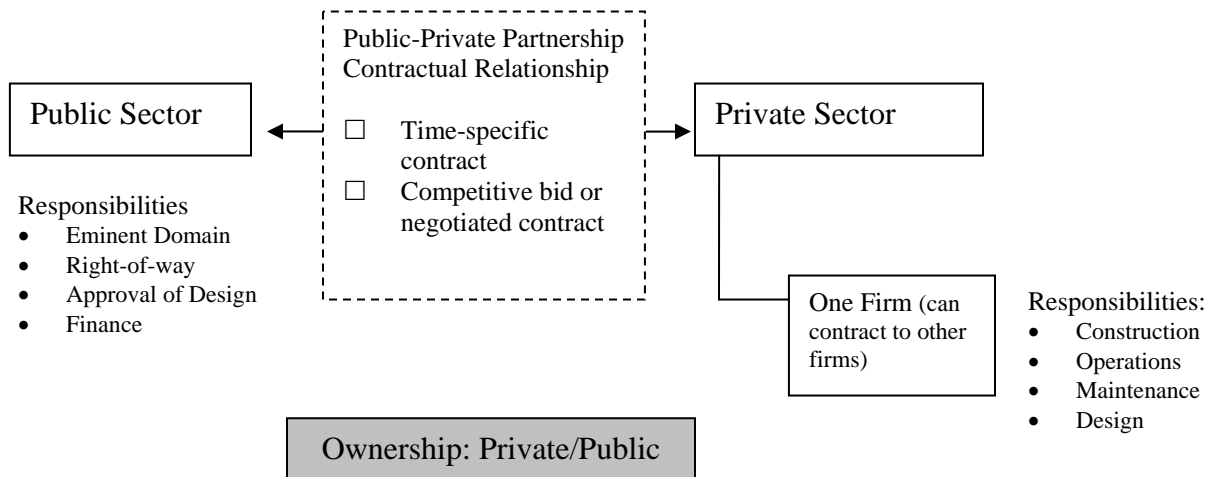 Public-Private Partnership
Contractual Relationship
☐ Time-specific
contract
☐ Competitive bid or
negotiated contract
Public Sector
Responsibilities
• Eminent Domain
• Right-of-way
• Approval of Design
• Finance
Private Sector
One Firm (can
contract to other
firms)
Responsibilities:
• Construction
• Operations
• Maintenance
• Design
Ownership: Private/Public